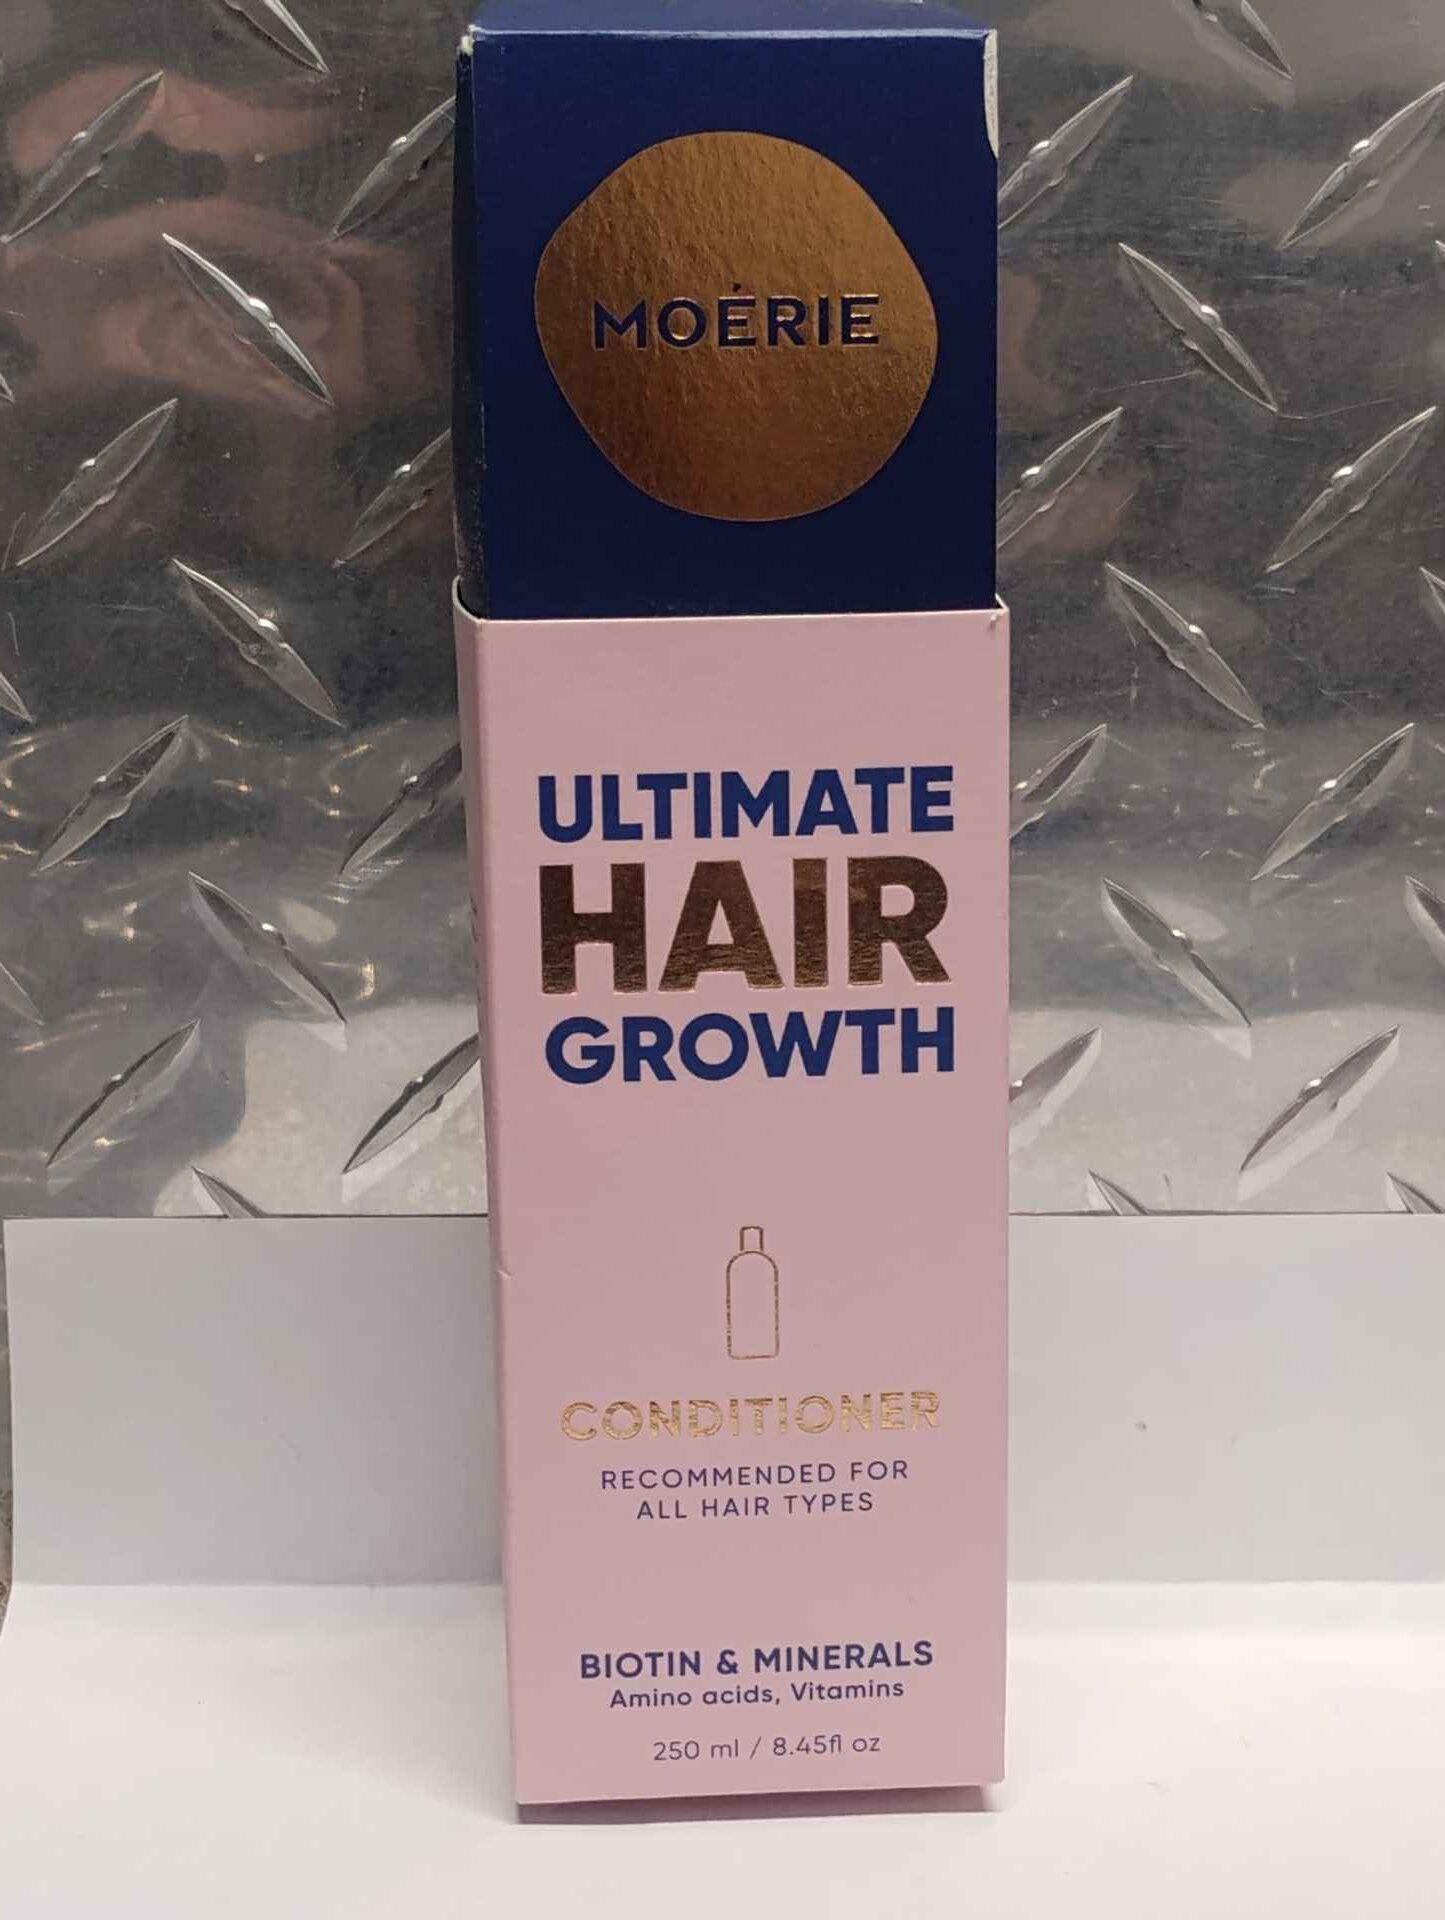 MOÉRIE
ULTIMATE
HAIR
GROWTH
CONDITIONER
RECOMMENDED FOR
ALL HAIR TYPES
BIOTIN & MINERALS
Amino acids, Vitamins
250 ml / 8.45fl oz